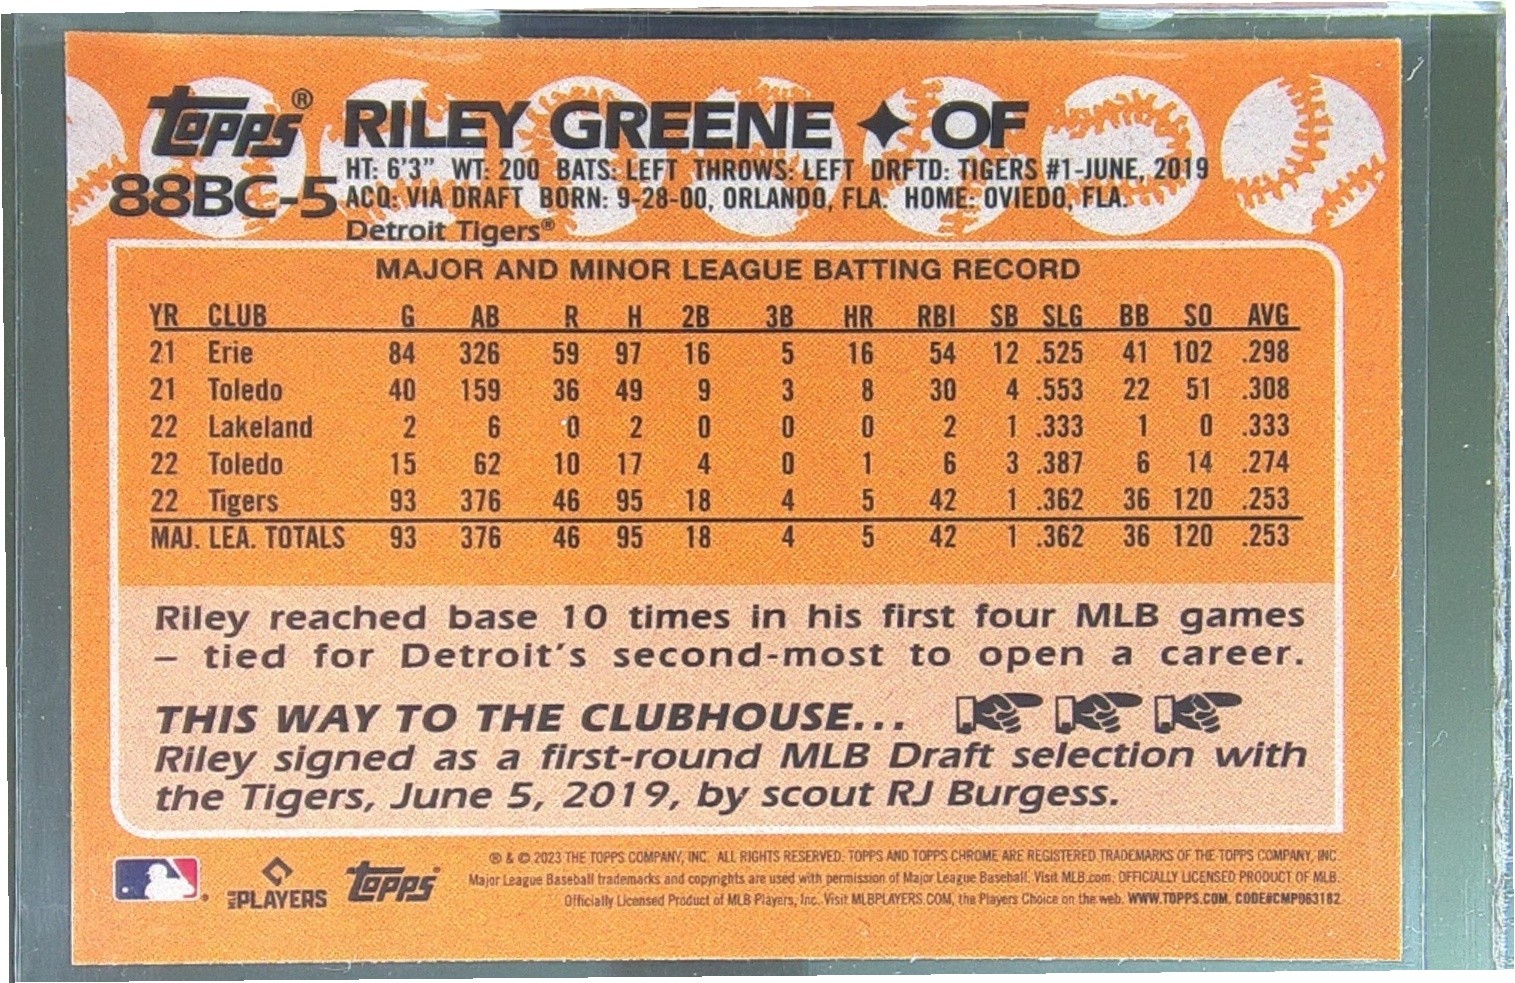 Topps®
RILEY GREENE ✦ OF
88BC-5
HT: 6'3" WT: 200 BATS: LEFT THROWS: LEFT DRFTD: TIGERS #1-JUNE, 2019
ACQ: VIA DRAFT BORN: 9-28-00, ORLANDO, FLA. HOME: OVIEDO, FLA.
Detroit Tigers®
MAJOR AND MINOR LEAGUE BATTING RECORD
YR CLUB G AB R H 2B 3B HR RBI SB SLG BB SO AVG
21 Erie 84 326 59 97 16 5 16 54 12 .525 41 102 .298
21 Toledo 40 159 36 49 9 3 8 30 4 .553 22 51 .308
22 Lakeland 2 6 0 2 0 0 0 2 1 .333 1 0 .333
22 Toledo 15 62 10 17 4 0 1 6 3 .387 6 14 .274
22 Tigers 93 376 46 95 18 4 5 42 1 .362 36 120 .253
MAJ. LEA. TOTALS 93 376 46 95 18 4 5 42 1 .362 36 120 .253
Riley reached base 10 times in his first four MLB games
– tied for Detroit's second-most to open a career.
THIS WAY TO THE CLUBHOUSE...
Riley signed as a first-round MLB Draft selection with
the Tigers, June 5, 2019, by scout RJ Burgess.
® & © 2023 THE TOPPS COMPANY, INC. ALL RIGHTS RESERVED. TOPPS AND TOPPS CHROME ARE REGISTERED TRADEMARKS OF THE TOPPS COMPANY, INC.
Major League Baseball trademarks and copyrights are used with permission of Major League Baseball. Visit MLB.com. OFFICIALLY LICENSED PRODUCT OF MLB
Officially Licensed Product of MLB Players, Inc. Visit MLBPLAYERS.COM, the Players Choice on the web. WWW.TOPPS.COM. CODE#CMP063182
PLAYERS
Topps